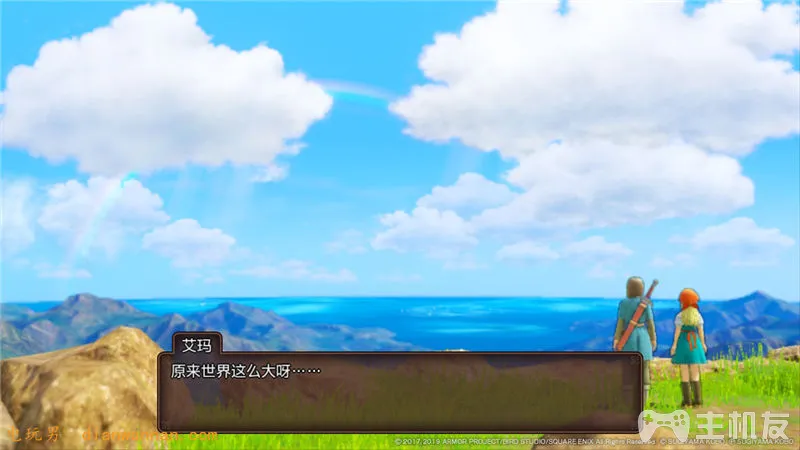 艾玛
原来世界这么大呀……
主机友
©2017, 2019 ARMOR PROJECT/BIRD STUDIO/SQUARE ENIX All Rights Reserved. © SUGIYAMA KOBO ℗ SUGIYAMA KOBO